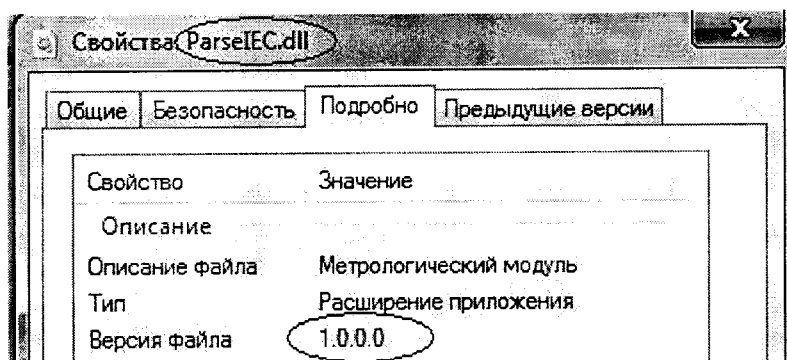 Свойства: ParseIEC.dll
X
Общие Безопасность Подробно Предыдущие версии
Свойство Значение
Описание
Описание файла Метрологический модуль
Тип Расширение приложения
Версия файла 1.0.0.0